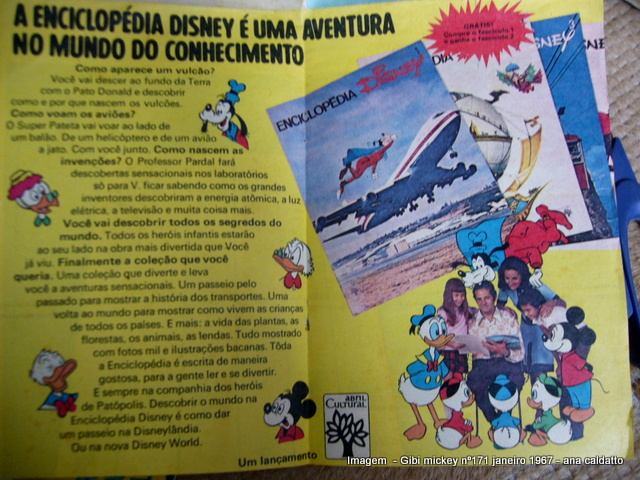 A ENCICLOPÉDIA DISNEY É UMA AVENTURA
NO MUNDO DO CONHECIMENTO
Como aparece um vulcão?
Você vai descer ao fundo da Terra
com o Pato Donald e descobrir
como e por que nascem os vulcões.
Como voam os aviões?
O Super Pateta vai voar ao lado de
um balão. De um helicóptero e de um avião
a jato. Com você junto. Como nascem as
invenções? O Professor Pardal fará
descobertas sensacionais nos laboratórios
só para V. ficar sabendo como os grandes
inventores descobriram a energia atômica, a luz
elétrica, a televisão e muita coisa mais.
Você vai descobrir todos os segredos do
mundo. Todos os heróis infantis estarão
ao seu lado na obra mais divertida que Você
já viu. Finalmente a coleção que você
queria. Uma coleção que diverte e leva
você a aventuras sensacionais. Um passeio pelo
passado para mostrar a história dos transportes. Uma
volta ao mundo para mostrar como vivem as crianças
de todos os países. E mais: a vida das plantas, as
florestas, os animais, as lendas. Tudo mostrado
com fotos mil e ilustrações bacanas. Tôda
a Enciclopédia é escrita de maneira
gostosa, para a gente ler e se divertir.
E sempre na companhia dos heróis
de Patópolis. Descobrir o mundo na
Enciclopédia Disney é como dar
um passeio na Disneylândia.
Ou na nova Disney World.
Um lançamento
ABRIL
Cultural
GRÁTIS!
Compre o fascículo 1
e ganhe o fascículo 2
ENCICLOPÉDIA
Disney
DIA
DISNEY
Imagem - Gibi mickey nº171 janeiro 1967 - ana caldatto